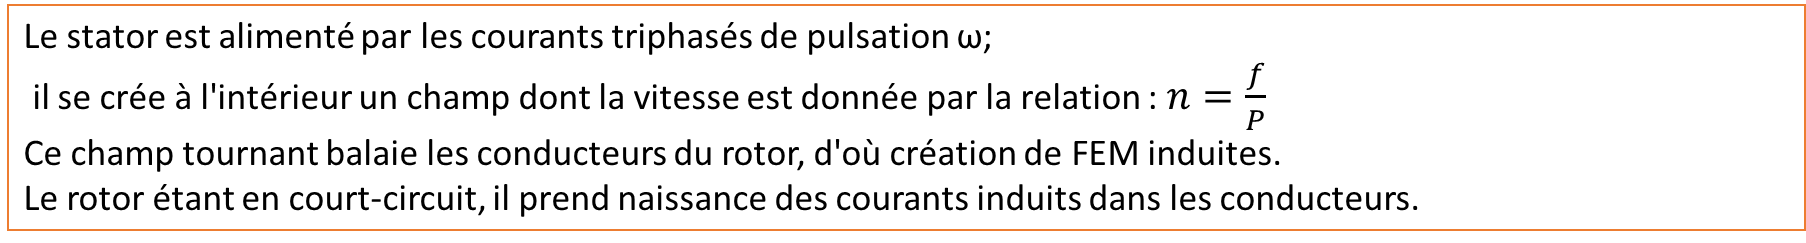 Le stator est alimenté par les courants triphasés de pulsation ω;
il se crée à l'intérieur un champ dont la vitesse est donnée par la relation : n = f/P
Ce champ tournant balaie les conducteurs du rotor, d'où création de FEM induites.
Le rotor étant en court-circuit, il prend naissance des courants induits dans les conducteurs.